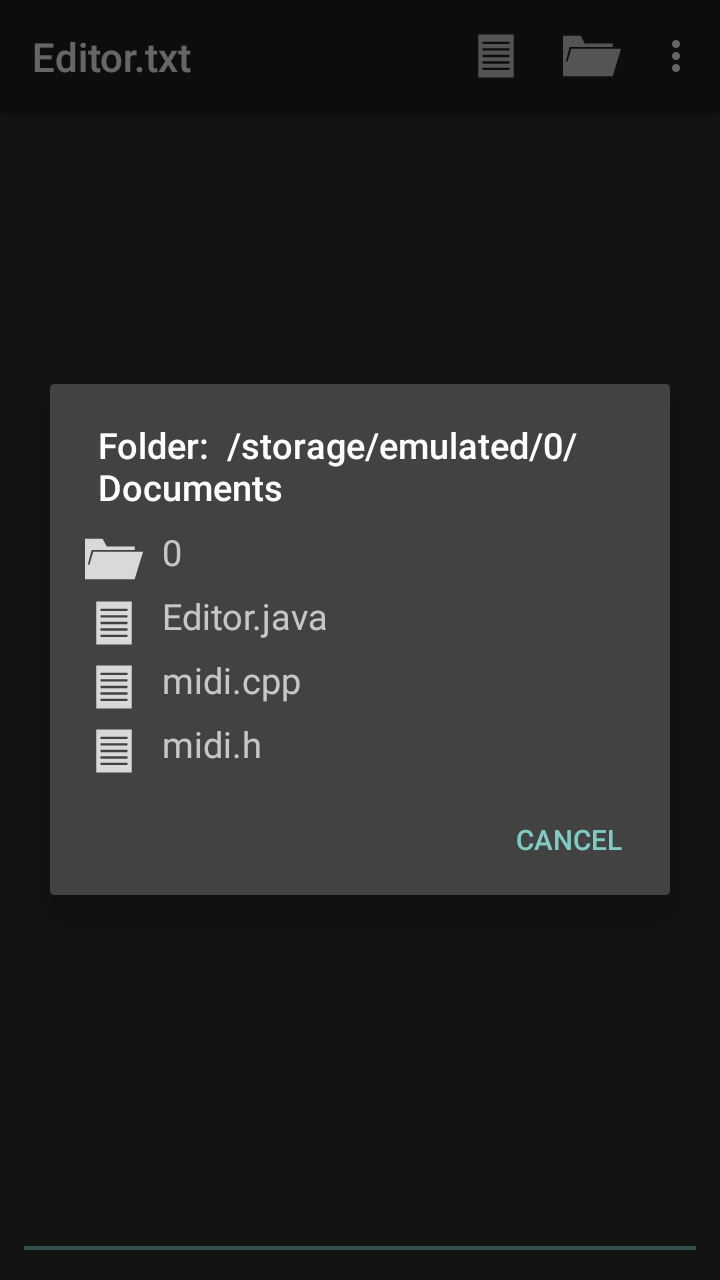 Editor.txt
Folder:  /storage/emulated/0/
Documents
0
Editor.java
midi.cpp
midi.h
CANCEL